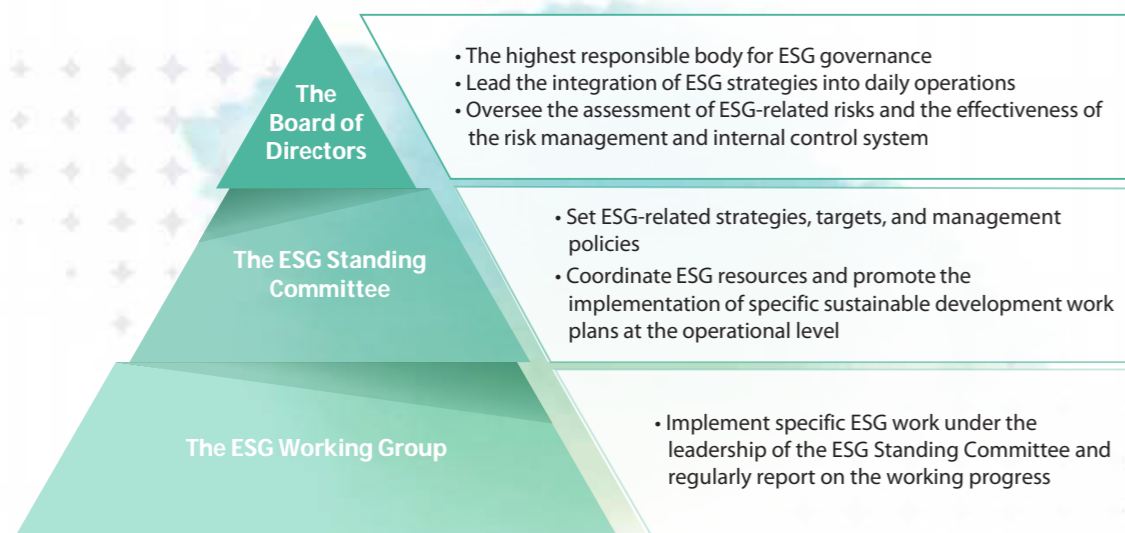 The
Board of
Directors
• The highest responsible body for ESG governance
• Lead the integration of ESG strategies into daily operations
• Oversee the assessment of ESG-related risks and the effectiveness of
the risk management and internal control system
The ESG Standing
Committee
• Set ESG-related strategies, targets, and management
policies
• Coordinate ESG resources and promote the
implementation of specific sustainable development work
plans at the operational level
The ESG Working Group
• Implement specific ESG work under the
leadership of the ESG Standing Committee and
regularly report on the working progress